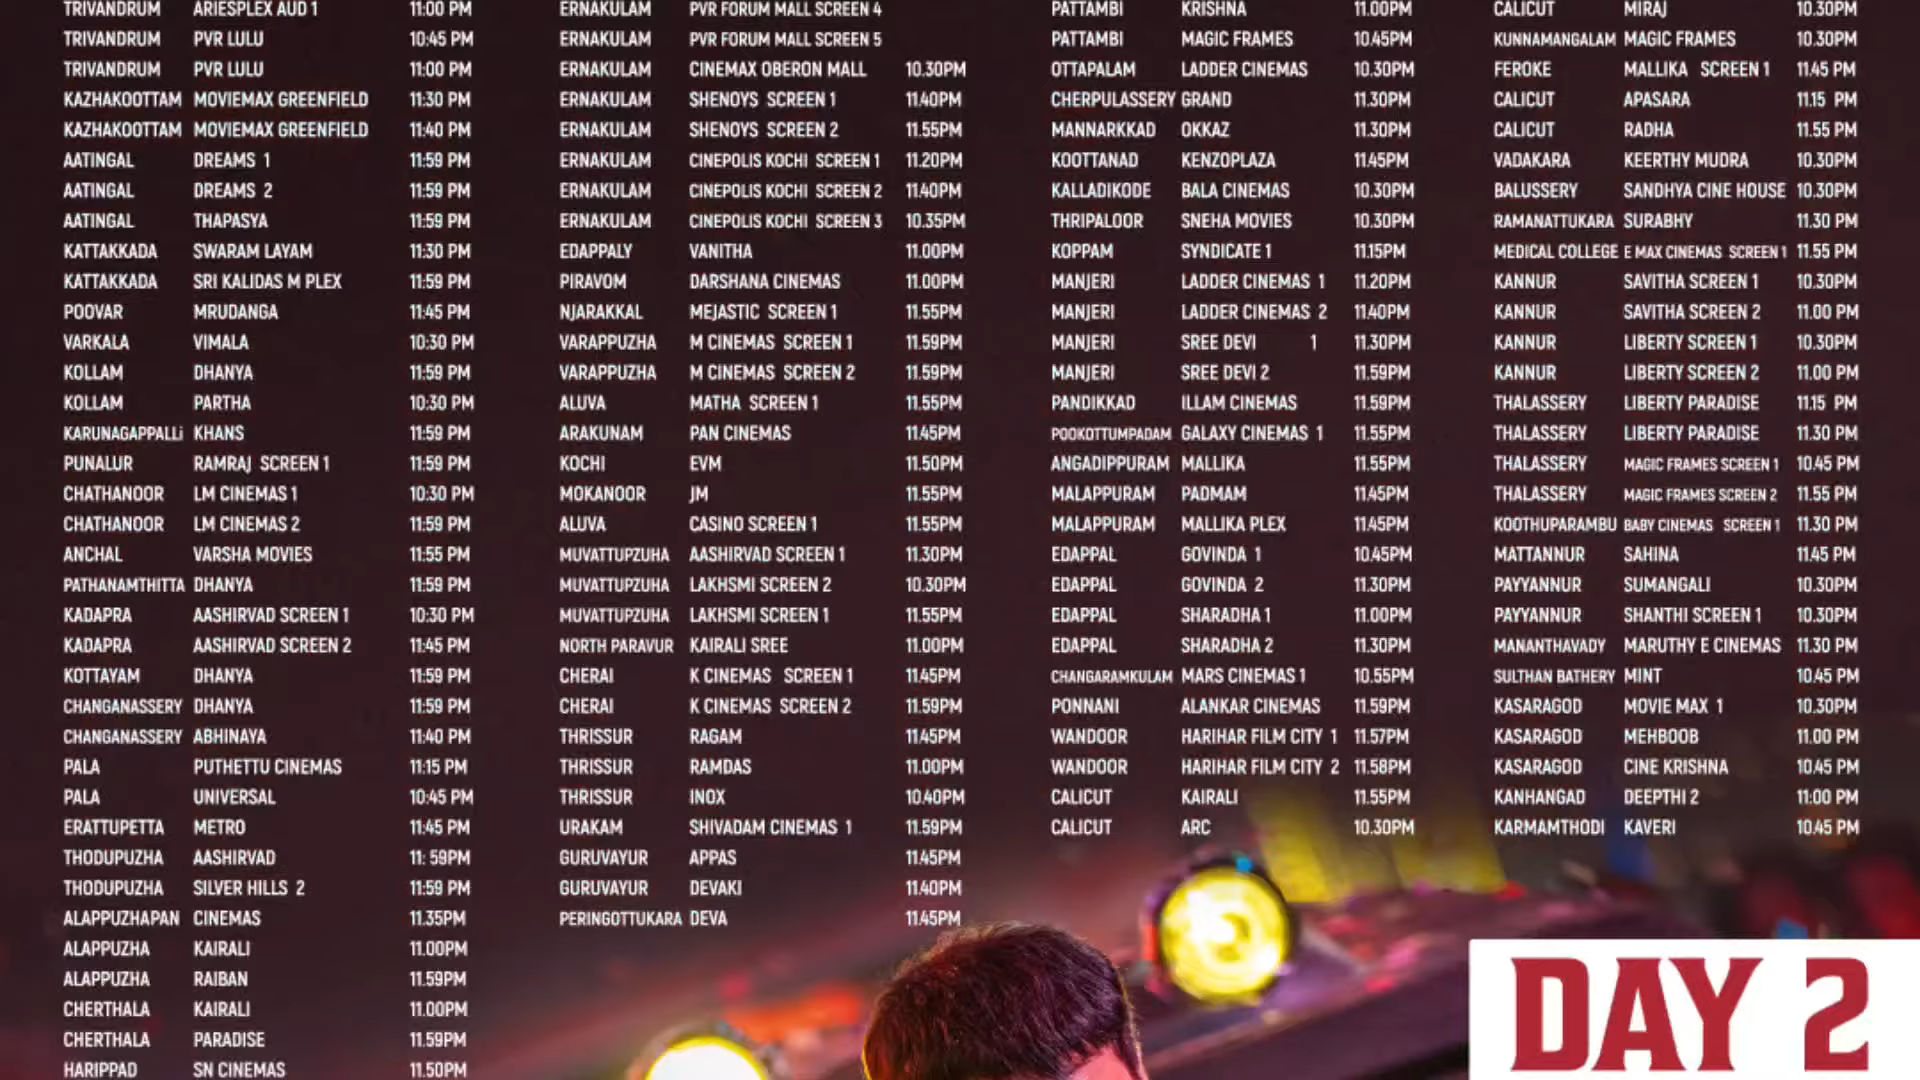 TRIVANDRUM ARIESPLEX AUD 1 11:00 PM
TRIVANDRUM PVR LULU 10:45 PM
TRIVANDRUM PVR LULU 11:00 PM
KAZHAKOOTTAM MOVIEMAX GREENFIELD 11:30 PM
KAZHAKOOTTAM MOVIEMAX GREENFIELD 11:40 PM
AATINGAL DREAMS 1 11:59 PM
AATINGAL DREAMS 2 11:59 PM
AATINGAL THAPASYA 11:59 PM
KATTAKKADA SWARAM LAYAM 11:30 PM
KATTAKKADA SRI KALIDAS M PLEX 11:59 PM
POOVAR MRUDANGA 11:45 PM
VARKALA VIMALA 10:30 PM
KOLLAM DHANYA 11:59 PM
KOLLAM PARTHA 10:30 PM
KARUNAGAPPALLi KHANS 11:59 PM
PUNALUR RAMRAJ SCREEN 1 11:59 PM
CHATHANOOR LM CINEMAS 1 10:30 PM
CHATHANOOR LM CINEMAS 2 11:59 PM
ANCHAL VARSHA MOVIES 11:55 PM
PATHANAMTHITTA DHANYA 11:59 PM
KADAPRA AASHIRVAD SCREEN 1 10:30 PM
KADAPRA AASHIRVAD SCREEN 2 11:45 PM
KOTTAYAM DHANYA 11:59 PM
CHANGANASSERY DHANYA 11:59 PM
CHANGANASSERY ABHINAYA 11:40 PM
PALA PUTHETTU CINEMAS 11:15 PM
PALA UNIVERSAL 10:45 PM
ERATTUPETTA METRO 11:45 PM
THODUPUZHA AASHIRVAD 11: 59PM
THODUPUZHA SILVER HILLS 2 11:59 PM
ALAPPUZHAPAN CINEMAS 11.35PM
ALAPPUZHA KAIRALI 11.00PM
ALAPPUZHA RAIBAN 11.59PM
CHERTHALA KAIRALI 11.00PM
CHERTHALA PARADISE 11.59PM
HARIPPAD SN CINEMAS 11.50PM
ERNAKULAM PVR FORUM MALL SCREEN 4
ERNAKULAM PVR FORUM MALL SCREEN 5
ERNAKULAM CINEMAX OBERON MALL 10.30PM
ERNAKULAM SHENOYS SCREEN 1 11.40PM
ERNAKULAM SHENOYS SCREEN 2 11.55PM
ERNAKULAM CINEPOLIS KOCHI SCREEN 1 11.20PM
ERNAKULAM CINEPOLIS KOCHI SCREEN 2 11.40PM
ERNAKULAM CINEPOLIS KOCHI SCREEN 3 10.35PM
EDAPPALY VANITHA 11.00PM
PIRAVOM DARSHANA CINEMAS 11.00PM
NJARAKKAL MEJASTIC SCREEN 1 11.55PM
VARAPPUZHA M CINEMAS SCREEN 1 11.59PM
VARAPPUZHA M CINEMAS SCREEN 2 11.59PM
ALUVA MATHA SCREEN 1 11.55PM
ARAKUNAM PAN CINEMAS 11.45PM
KOCHI EVM 11.50PM
MOKANOOR JM 11.55PM
ALUVA CASINO SCREEN 1 11.55PM
MUVATTUPZUHA AASHIRVAD SCREEN 1 11.30PM
MUVATTUPZUHA LAKHSMI SCREEN 2 10.30PM
MUVATTUPZUHA LAKHSMI SCREEN 1 11.55PM
NORTH PARAVUR KAIRALI SREE 11.00PM
CHERAI K CINEMAS SCREEN 1 11.45PM
CHERAI K CINEMAS SCREEN 2 11.59PM
THRISSUR RAGAM 11.45PM
THRISSUR RAMDAS 11.00PM
THRISSUR INOX 10.40PM
URAKAM SHIVADAM CINEMAS 1 11.59PM
GURUVAYUR APPAS 11.45PM
GURUVAYUR DEVAKI 11.40PM
PERINGOTTUKARA DEVA 11.45PM
PATTAMBI KRISHNA 11.00PM
PATTAMBI MAGIC FRAMES 10.45PM
OTTAPALAM LADDER CINEMAS 10.30PM
CHERPULASSERY GRAND 11.30PM
MANNARKKAD OKKAZ 11.30PM
KOOTTANAD KENZOPLAZA 11.45PM
KALLADIKODE BALA CINEMAS 10.30PM
THRIPALOOR SNEHA MOVIES 10.30PM
KOPPAM SYNDICATE 1 11.15PM
MANJERI LADDER CINEMAS 1 11.20PM
MANJERI LADDER CINEMAS 2 11.40PM
MANJERI SREE DEVI 1 11.30PM
MANJERI SREE DEVI 2 11.59PM
PANDIKKAD ILLAM CINEMAS 11.59PM
POOKOTTUMPADAM GALAXY CINEMAS 1 11.55PM
ANGADIPPURAM MALLIKA 11.55PM
MALAPPURAM PADMAM 11.45PM
MALAPPURAM MALLIKA PLEX 11.45PM
EDAPPAL GOVINDA 1 10.45PM
EDAPPAL GOVINDA 2 11.30PM
EDAPPAL SHARADHA 1 11.00PM
EDAPPAL SHARADHA 2 11.30PM
CHANGARAMKULAM MARS CINEMAS 1 10.55PM
PONNANI ALANKAR CINEMAS 11.59PM
WANDOOR HARIHAR FILM CITY 1 11.57PM
WANDOOR HARIHAR FILM CITY 2 11.58PM
CALICUT KAIRALI 11.55PM
CALICUT ARC 10.30PM
CALICUT MIRAJ 10.30PM
KUNNAMANGALAM MAGIC FRAMES 10.30PM
FEROKE MALLIKA SCREEN 1 11.45 PM
CALICUT APASARA 11.15 PM
CALICUT RADHA 11.55 PM
VADAKARA KEERTHY MUDRA 10.30PM
BALUSSERY SANDHYA CINE HOUSE 10.30PM
RAMANATTUKARA SURABHY 11.30 PM
MEDICAL COLLEGE E MAX CINEMAS SCREEN 1 11.55 PM
KANNUR SAVITHA SCREEN 1 10.30PM
KANNUR SAVITHA SCREEN 2 11.00 PM
KANNUR LIBERTY SCREEN 1 10.30PM
KANNUR LIBERTY SCREEN 2 11.00 PM
THALASSERY LIBERTY PARADISE 11.15 PM
THALASSERY LIBERTY PARADISE 11.30 PM
THALASSERY MAGIC FRAMES SCREEN 1 10.45 PM
THALASSERY MAGIC FRAMES SCREEN 2 11.55 PM
KOOTHUPARAMBU BABY CINEMAS SCREEN 1 11.30 PM
MATTANNUR SAHINA 11.45 PM
PAYYANNUR SUMANGALI 10.30PM
PAYYANNUR SHANTHI SCREEN 1 10.30PM
MANANTHAVADY MARUTHY E CINEMAS 11.30 PM
SULTHAN BATHERY MINT 10.45 PM
KASARAGOD MOVIE MAX 1 10.30PM
KASARAGOD MEHBOOB 11.00 PM
KASARAGOD CINE KRISHNA 10.45 PM
KANHANGAD DEEPTHI 2 11:00 PM
KARMAMTHODI KAVERI 10.45 PM
DAY 2